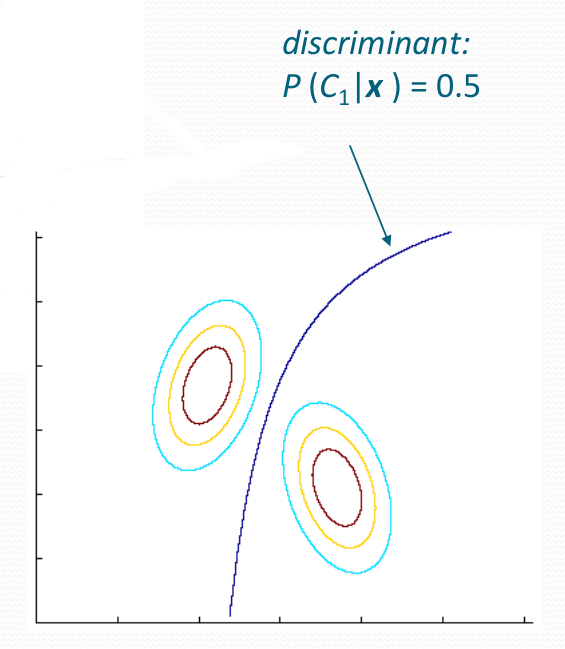 discriminant:
P (C₁|x ) = 0.5